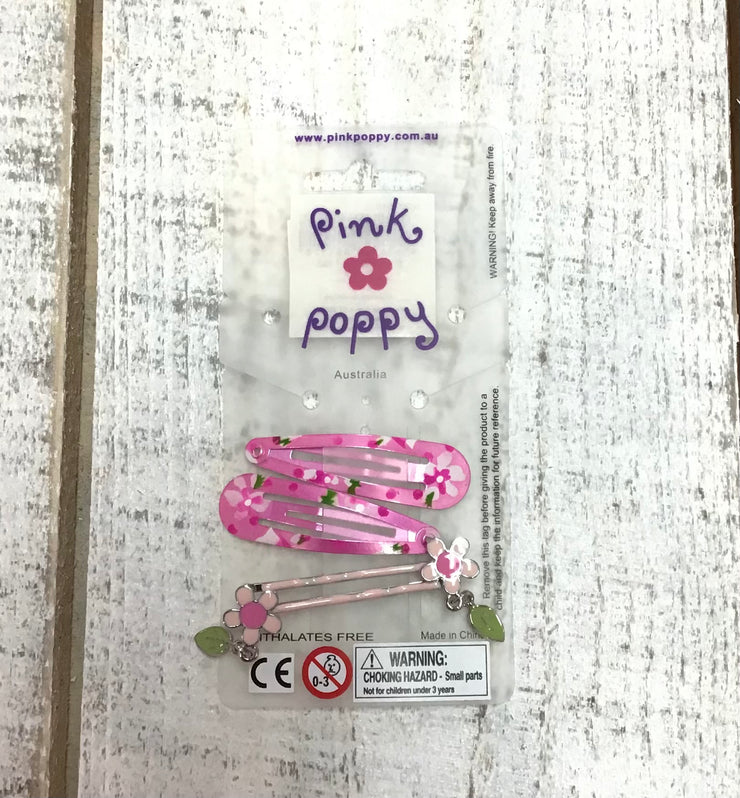 www.pinkpoppy.com.au
pink
poppy
Australia
WARNING! Keep away from fire.
Remove this tag before giving the product to a
child and keep the information for future reference.
THALATES FREE
Made in Chin
CE
0-3
WARNING:
CHOKING HAZARD - Small parts
Not for children under 3 years